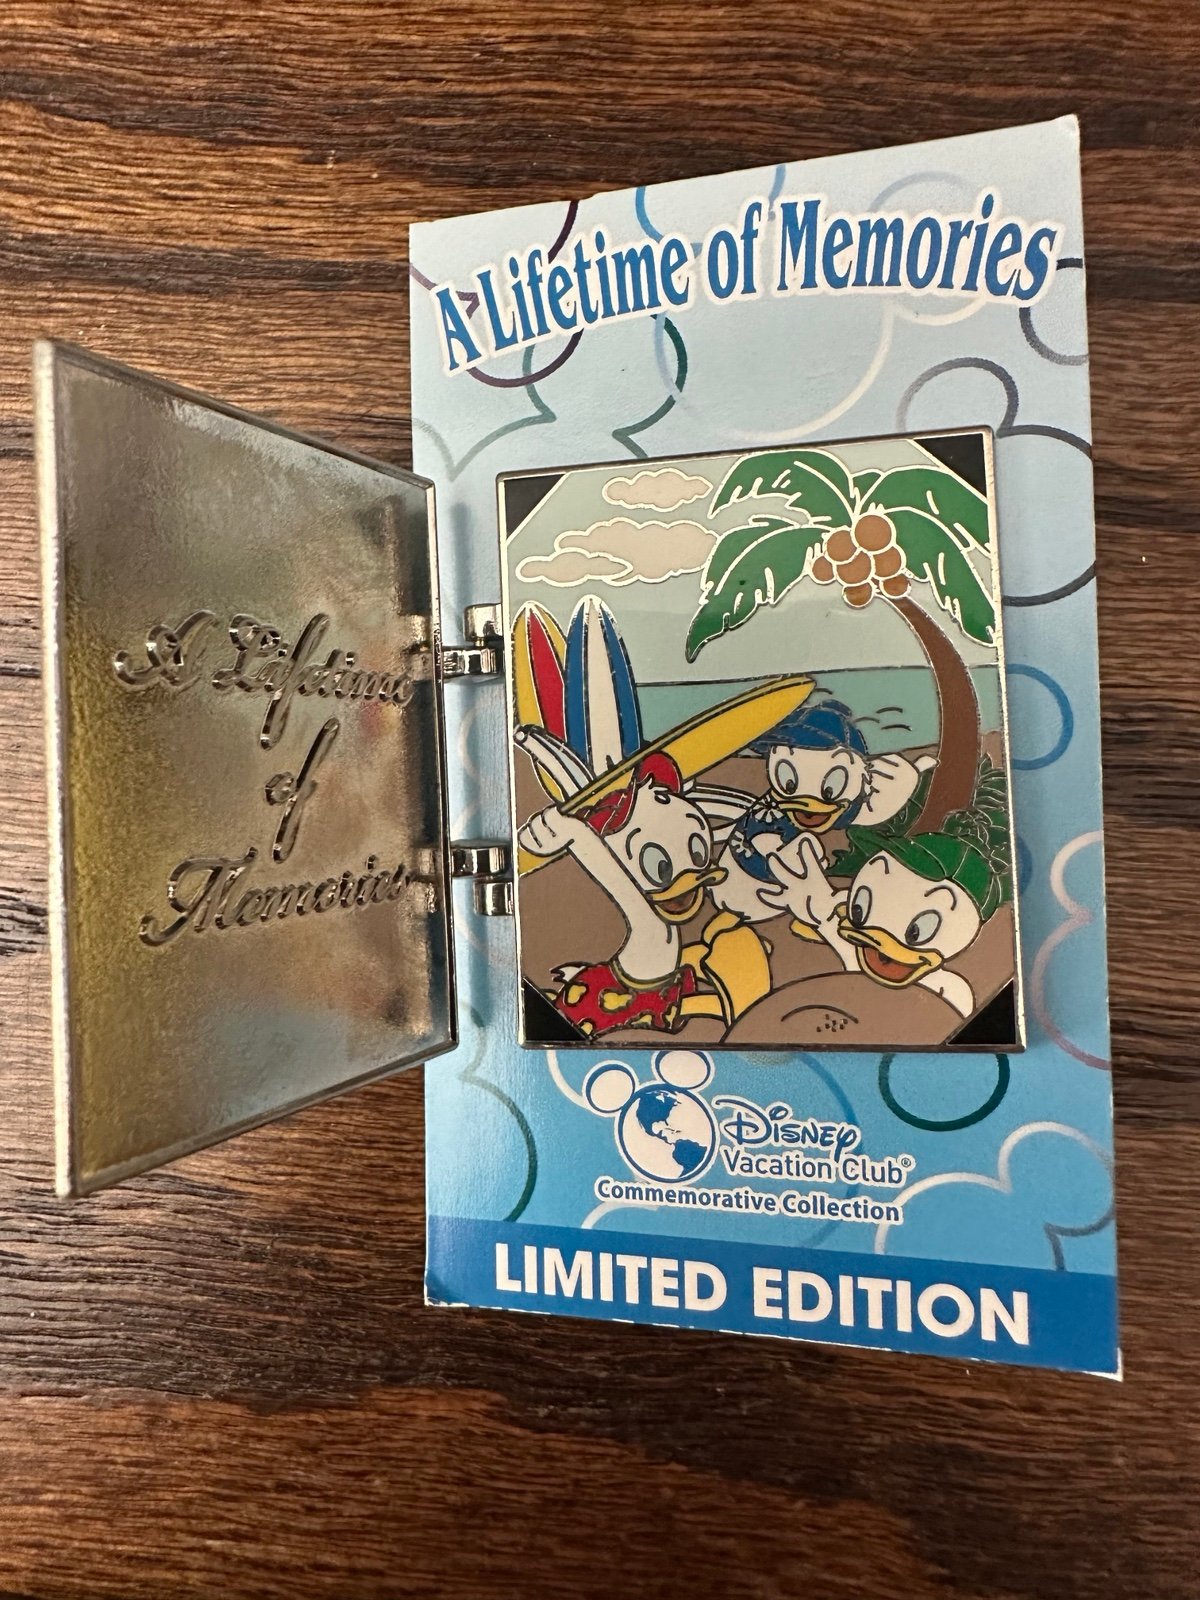 A Lifetime of Memories
A Lifetime
of
Memories
Disney
Vacation Club®
Commemorative Collection
LIMITED EDITION